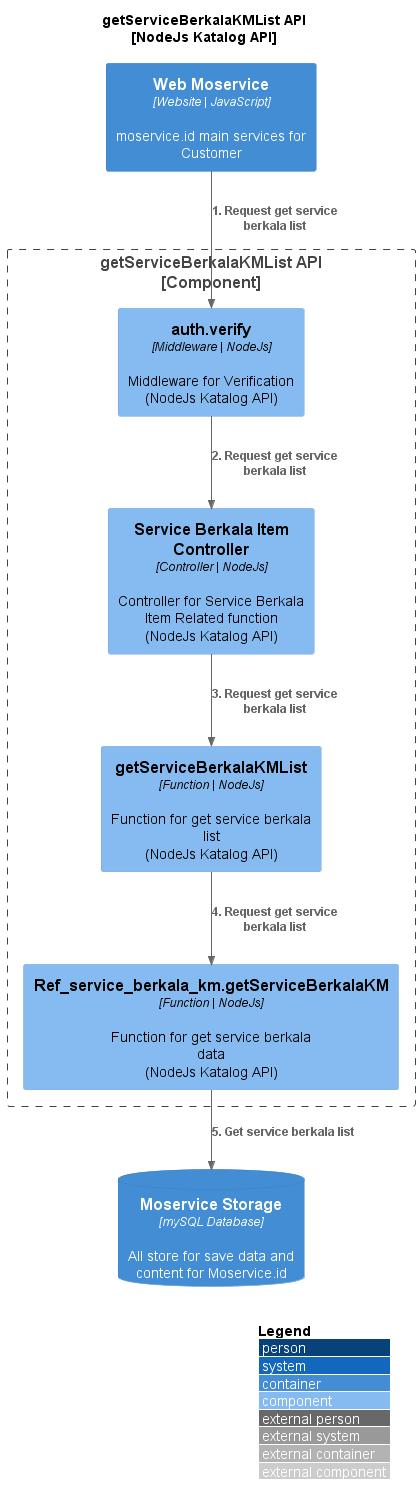 getServiceBerkalaKMList API
[NodeJs Katalog API]
Web Moservice
[Website | JavaScript]
moservice.id main services for
Customer
1. Request get service
berkala list
getServiceBerkalaKMList API
[Component]
auth.verify
[Middleware | NodeJs]
Middleware for Verification
(NodeJs Katalog API)
2. Request get service
berkala list
Service Berkala Item
Controller
[Controller | NodeJs]
Controller for Service Berkala
Item Related function
(NodeJs Katalog API)
3. Request get service
berkala list
getServiceBerkalaKMList
[Function | NodeJs]
Function for get service berkala
list
(NodeJs Katalog API)
4. Request get service
berkala list
Ref_service_berkala_km.getServiceBerkalaKM
[Function | NodeJs]
Function for get service berkala
data
(NodeJs Katalog API)
5. Get service berkala list
Moservice Storage
[mySQL Database]
All store for save data and
content for Moservice.id
Legend
person
system
container
component
external person
external system
external container
external component